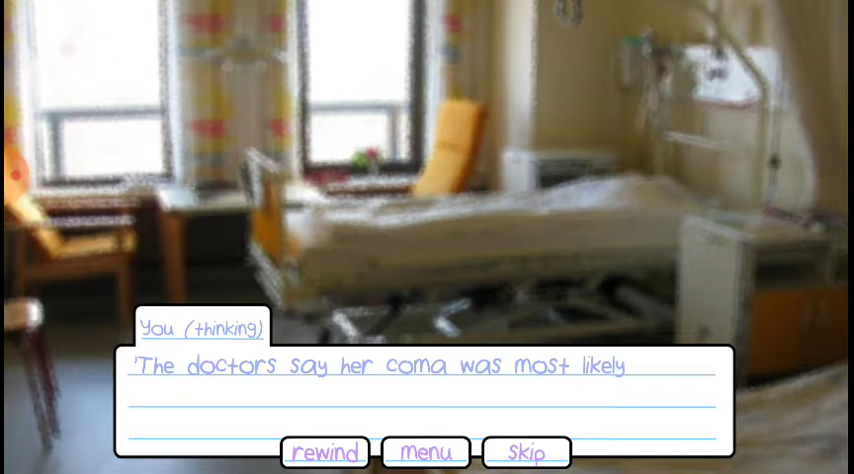 You (thinking)
'The doctors say her coma was most likely
rewind
menu
skip